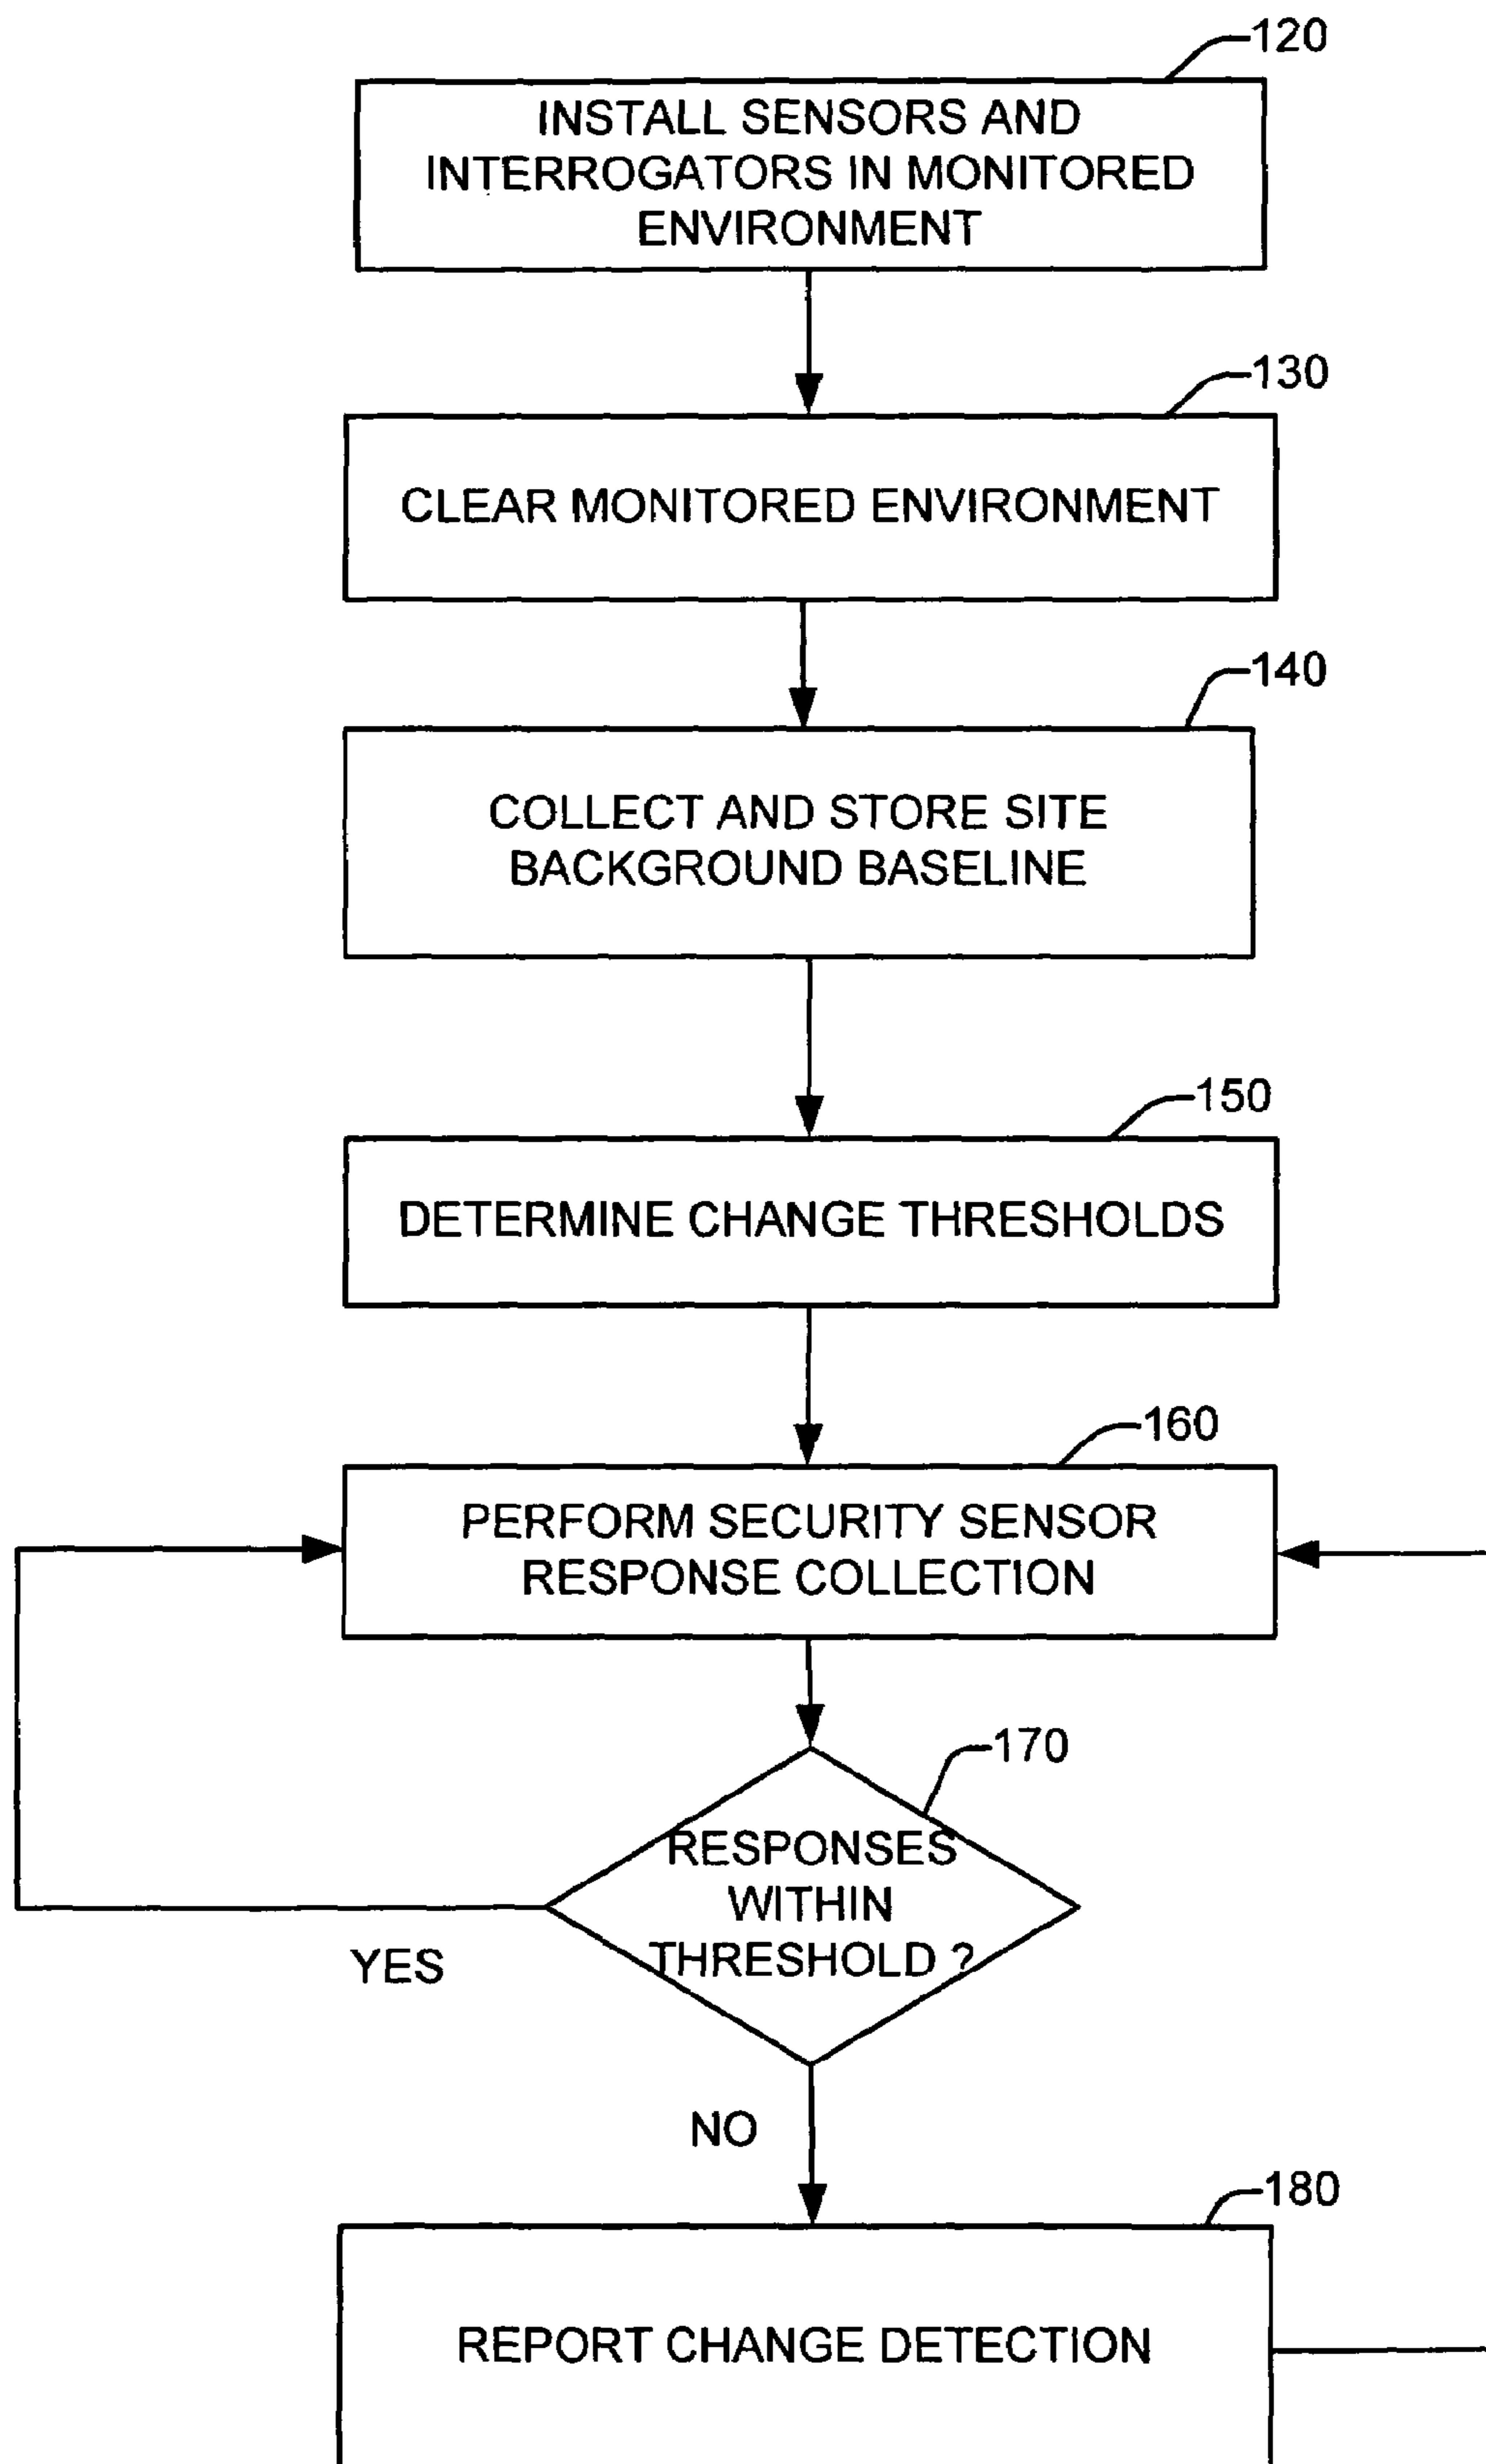 120
INSTALL SENSORS AND
INTERROGATORS IN MONITORED
ENVIRONMENT
130
CLEAR MONITORED ENVIRONMENT
140
COLLECT AND STORE SITE
BACKGROUND BASELINE
150
DETERMINE CHANGE THRESHOLDS
160
PERFORM SECURITY SENSOR
RESPONSE COLLECTION
170
RESPONSES
WITHIN
THRESHOLD ?
YES
NO
180
REPORT CHANGE DETECTION